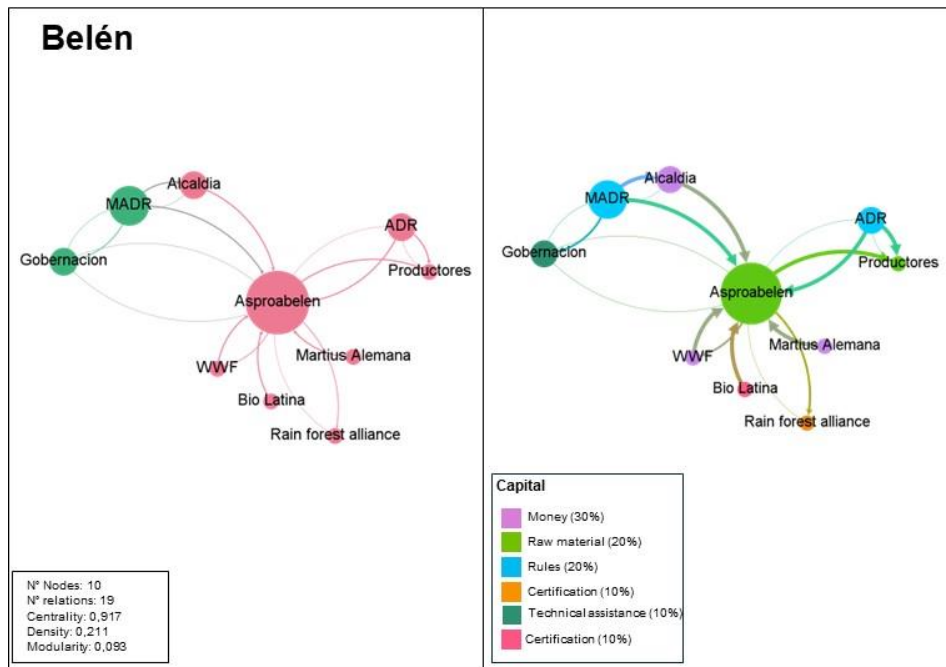 Belén
Alcaldia
MADR
ADR
Gobernacion
Productores
Asproabelen
WWF
Martius Alemana
Bio Latina
Rain forest alliance
N° Nodes: 10
N° relations: 19
Centrality: 0,917
Density: 0,211
Modularity: 0,093
Alcaldia
MADR
ADR
Gobernacion
Productores
Asproabelen
WWF
Martius Alemana
Bio Latina
Rain forest alliance
Capital
Money (30%)
Raw material (20%)
Rules (20%)
Certification (10%)
Technical assistance (10%)
Certification (10%)